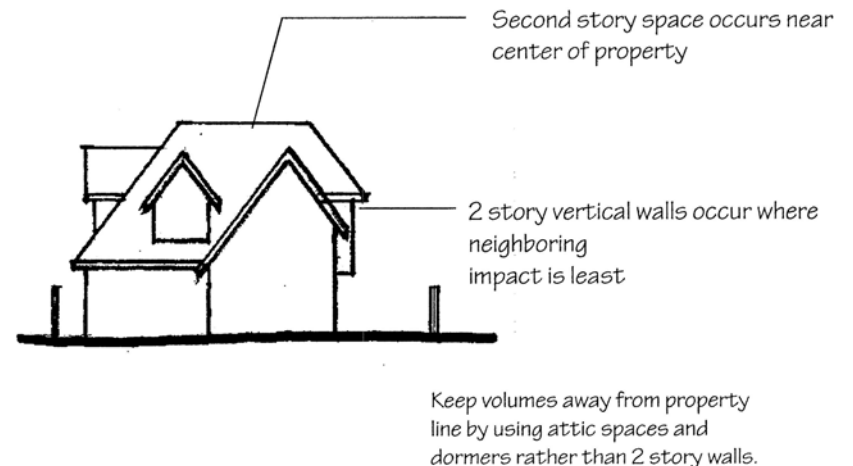 Second story space occurs near
center of property
2 story vertical walls occur where
neighboring
impact is least
Keep volumes away from property
line by using attic spaces and
dormers rather than 2 story walls.